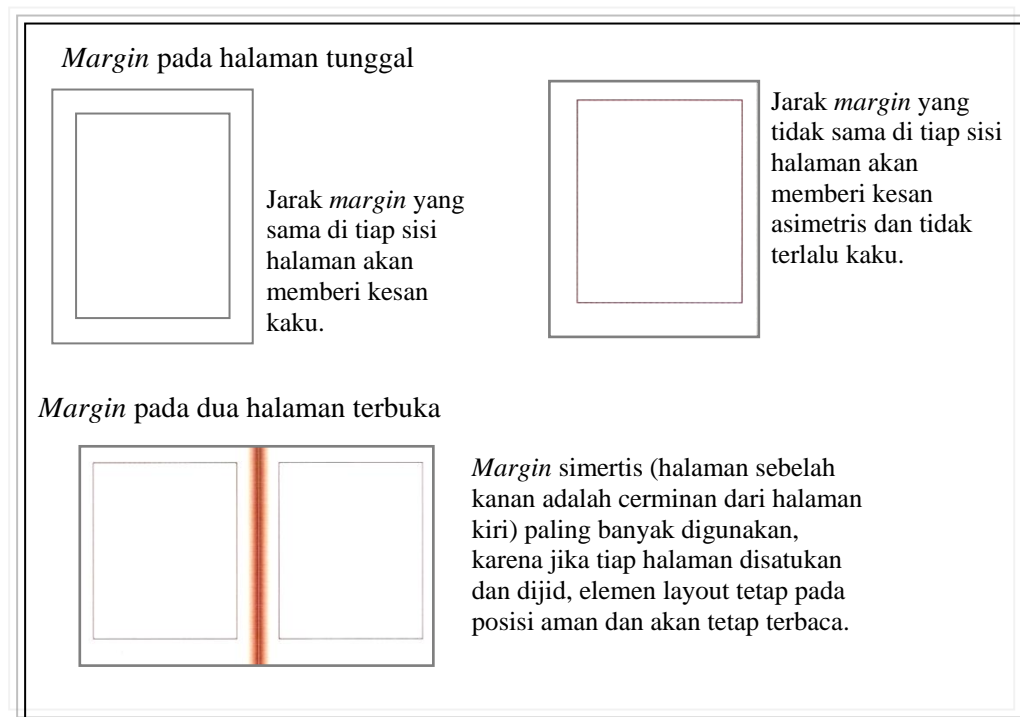 Margin pada halaman tunggal
Jarak margin yang
sama di tiap sisi
halaman akan
memberi kesan
kaku.
Jarak margin yang
tidak sama di tiap sisi
halaman akan
memberi kesan
asimetris dan tidak
terlalu kaku.
Margin pada dua halaman terbuka
Margin simertis (halaman sebelah
kanan adalah cerminan dari halaman
kiri) paling banyak digunakan,
karena jika tiap halaman disatukan
dan dijid, elemen layout tetap pada
posisi aman dan akan tetap terbaca.